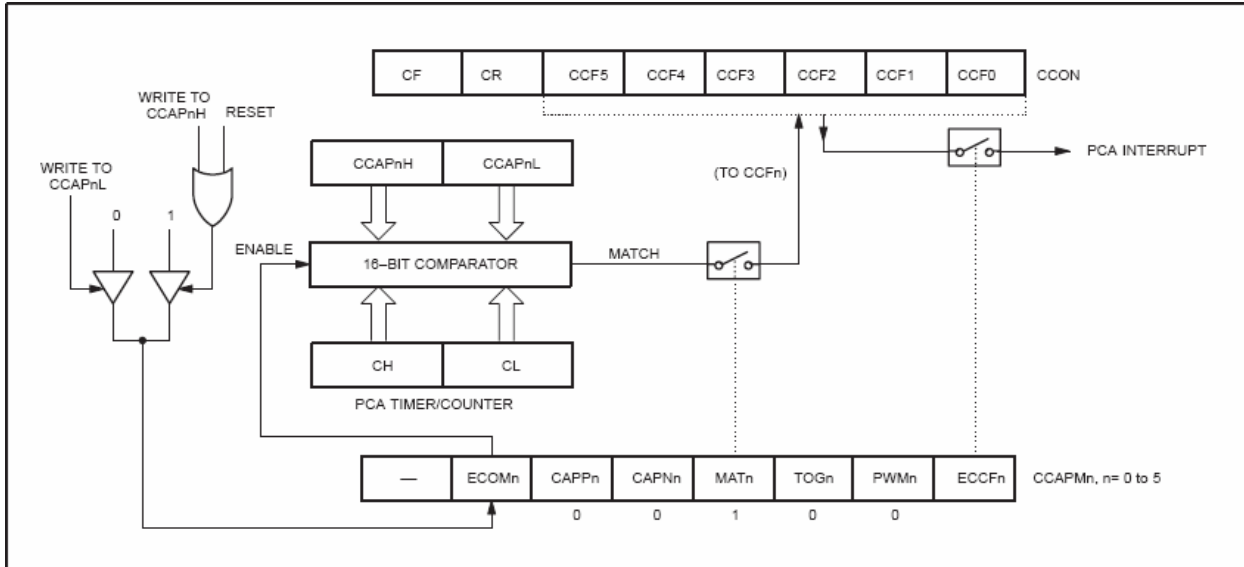 CF CR CCF5 CCF4 CCF3 CCF2 CCF1 CCF0 CCON
WRITE TO
CCAPnH RESET
CCAPnH CCAPnL
PCA INTERRUPT
WRITE TO
CCAPnL
(TO CCFn)
0 1
ENABLE
16–BIT COMPARATOR
MATCH
CH CL
PCA TIMER/COUNTER
— ECOMn CAPPn CAPNn MATn TOGn PWMn ECCFn CCAPMn, n= 0 to 5
0 0 1 0 0